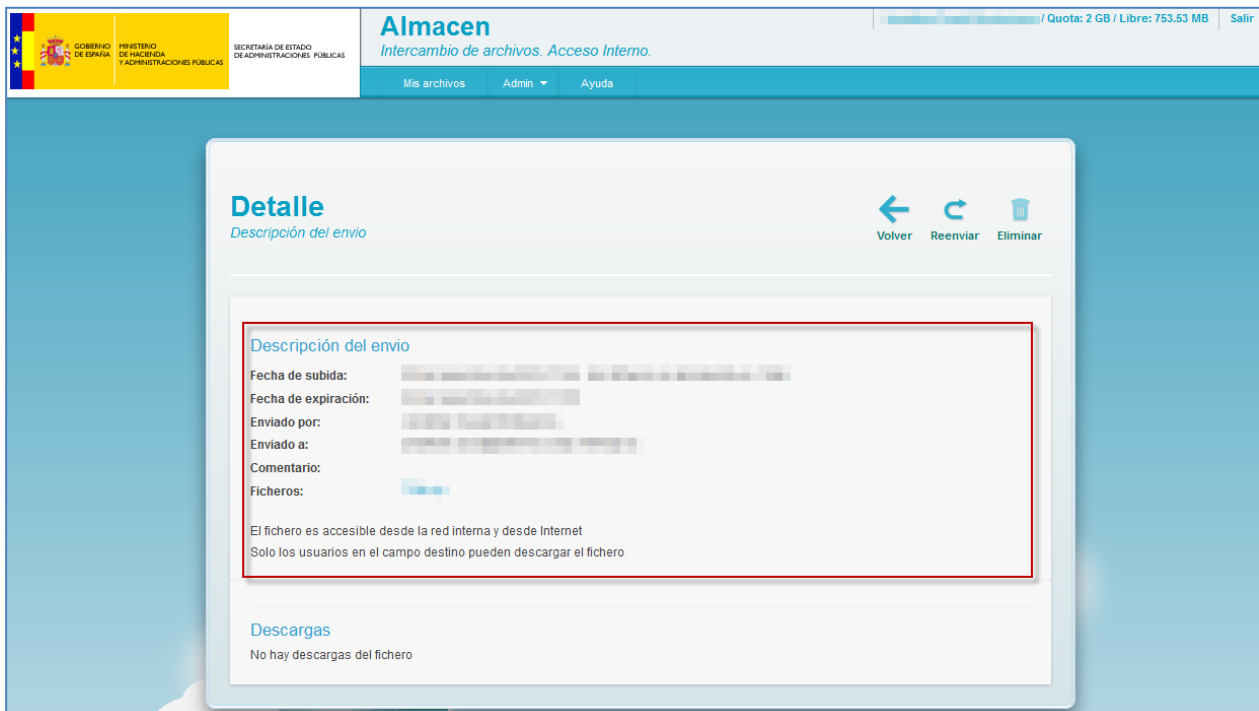 GOBIERNO
DE ESPAÑA
MINISTERIO
DE HACIENDA
Y ADMINISTRACIONES PÚBLICAS
SECRETARÍA DE ESTADO
DE ADMINISTRACIONES PÚBLICAS
Almacen
Intercambio de archivos. Acceso Interno.
/ Quota: 2 GB / Libre: 753.53 MB
Salir
Mis archivos Admin Ayuda
Detalle
Descripción del envio
Volver Reenviar Eliminar
Descripción del envio
Fecha de subida:
Fecha de expiración:
Enviado por:
Enviado a:
Comentario:
Ficheros:
El fichero es accesible desde la red interna y desde Internet
Solo los usuarios en el campo destino pueden descargar el fichero
Descargas
No hay descargas del fichero